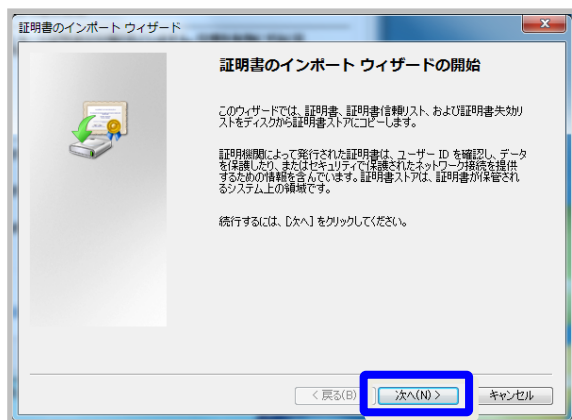 証明書のインポート ウィザード
証明書のインポート ウィザードの開始
このウィザードでは、証明書、証明書信頼リスト、および証明書失効リ
ストをディスクから証明書ストアにコピーします。
証明機関によって発行された証明書は、ユーザー ID を確認し、データ
を保護したり、またはセキュリティで保護されたネットワーク接続を提供
するための情報を含んでいます。証明書ストアは、証明書が保管され
るシステム上の領域です。
続行するには、[次へ] をクリックしてください。
< 戻る(B) 次へ(N) > キャンセル